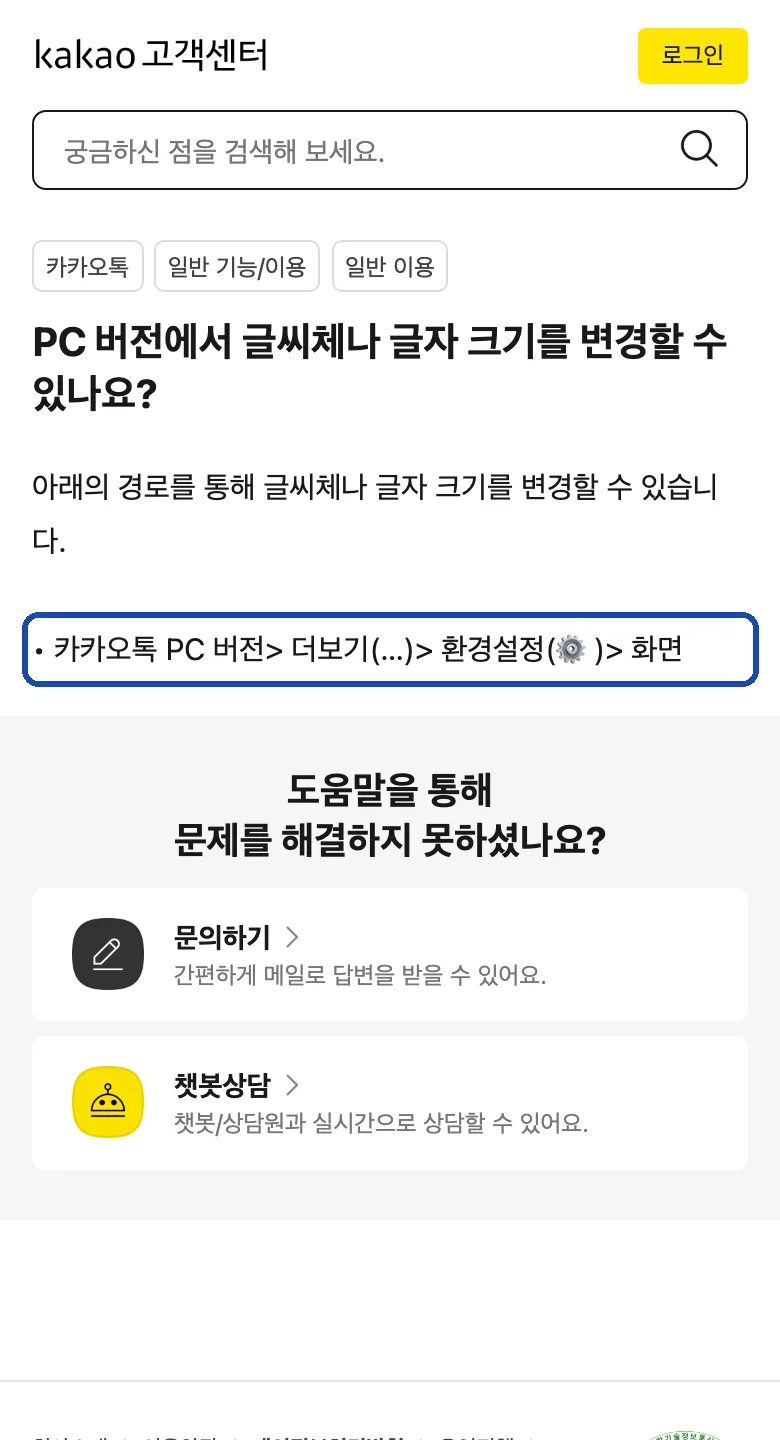 kakao 고객센터
로그인
궁금하신 점을 검색해 보세요.
카카오톡
일반 기능/이용
일반 이용
PC 버전에서 글씨체나 글자 크기를 변경할 수
있나요?
아래의 경로를 통해 글씨체나 글자 크기를 변경할 수 있습니
다.
• 카카오톡 PC 버전> 더보기(...)> 환경설정(⚙️ )> 화면
도움말을 통해
문제를 해결하지 못하셨나요?
문의하기 >
간편하게 메일로 답변을 받을 수 있어요.
챗봇상담 >
챗봇/상담원과 실시간으로 상담할 수 있어요.